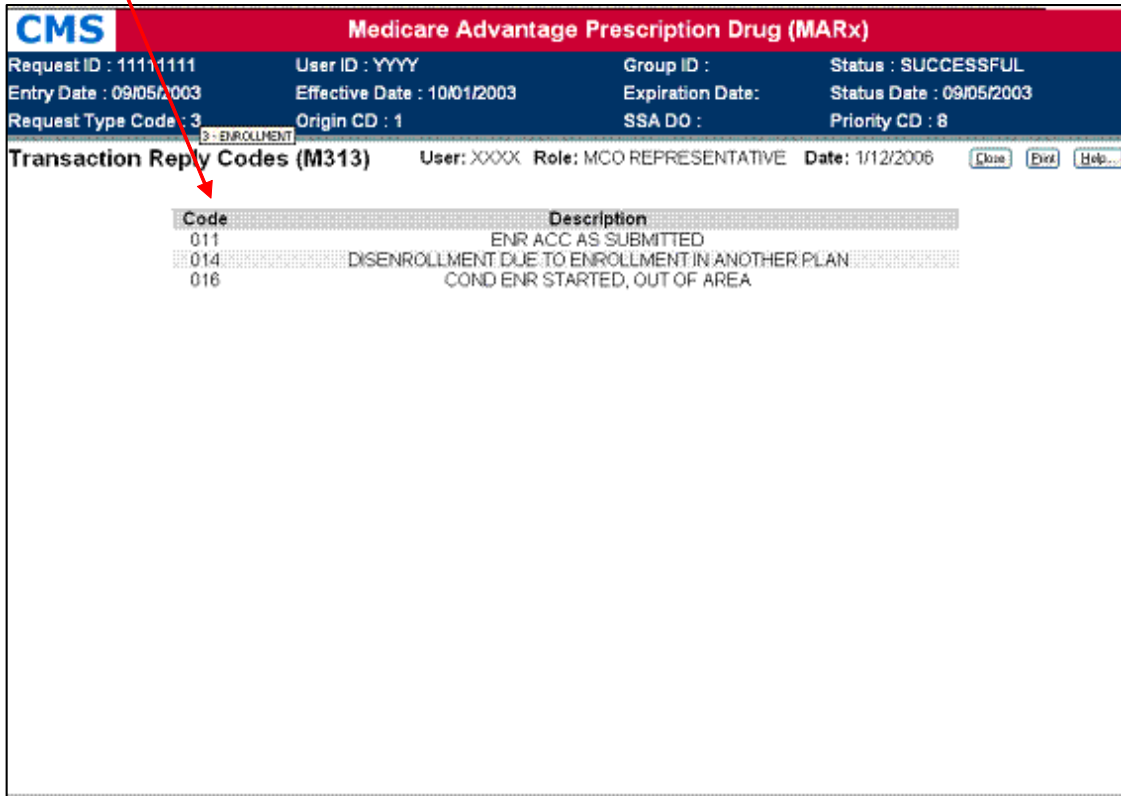 CMS Medicare Advantage Prescription Drug (MARx)
Request ID : 11111111 User ID : YYYY Group ID : Status : SUCCESSFUL
Entry Date : 09/05/2003 Effective Date : 10/01/2003 Expiration Date: Status Date : 09/05/2003
Request Type Code : 3 Origin CD : 1 SSA DO : Priority CD : 8
3 - ENROLLMENT
Transaction Reply Codes (M313) User: XXXX Role: MCO REPRESENTATIVE Date: 1/12/2006 Close Print Help...
Code Description
011 ENR ACC AS SUBMITTED
014 DISENROLLMENT DUE TO ENROLLMENT IN ANOTHER PLAN
016 COND ENR STARTED, OUT OF AREA